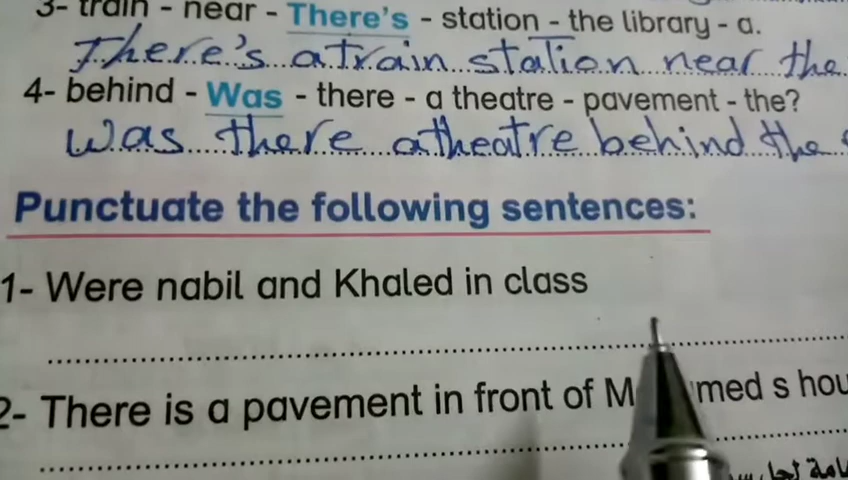 3- train - near - There's - station - the library - a.
There's a train station near the
4- behind - Was - there - a theatre - pavement - the?
Was there a theatre behind the
Punctuate the following sentences:
1- Were nabil and Khaled in class
2- There is a pavement in front of M med s hou